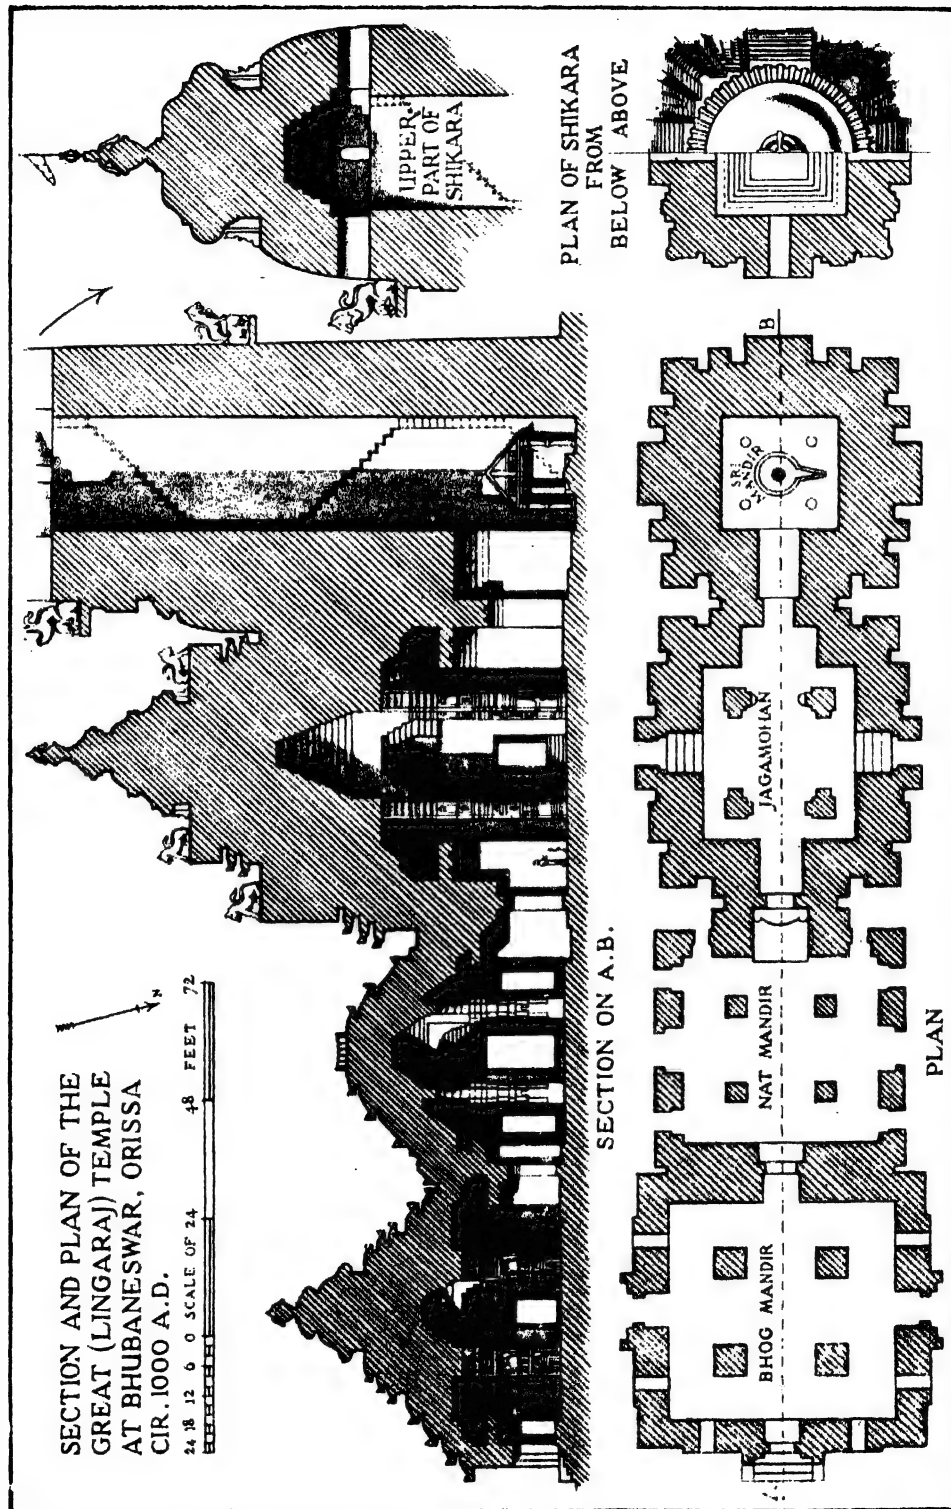 SECTION AND PLAN OF THE
GREAT (LINGARAJ) TEMPLE
AT BHUBANESWAR, ORISSA
CIR. 1000 A.D.
24 18 12 6 0 SCALE OF 24 48 FEET 72
N
UPPER
PART OF
SHIKARA
PLAN OF SHIKARA
FROM
BELOW ABOVE
SECTION ON A.B.
BHOG MANDIR
NAT MANDIR
JAGAMOHAN
SRI
MANDIR
B
PLAN